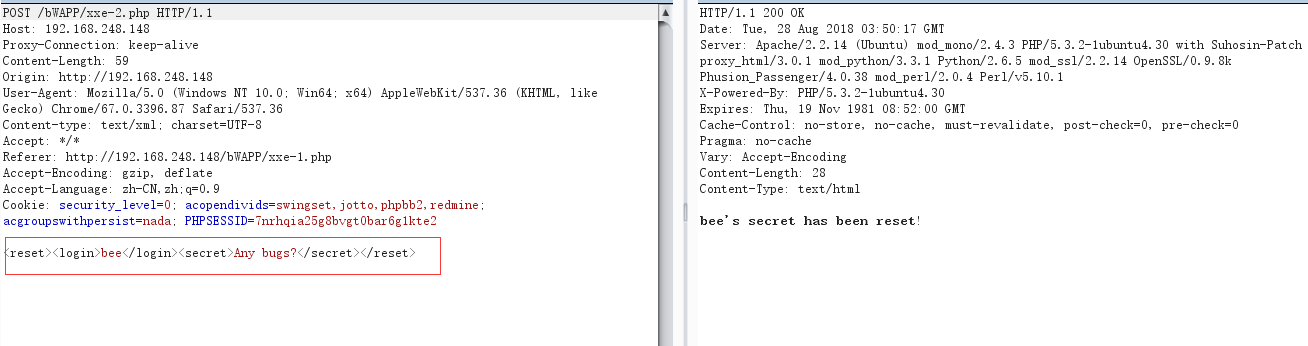 POST /bWAPP/xxe-2.php HTTP/1.1
Host: 192.168.248.148
Proxy-Connection: keep-alive
Content-Length: 59
Origin: http://192.168.248.148
User-Agent: Mozilla/5.0 (Windows NT 10.0; Win64; x64) AppleWebKit/537.36 (KHTML, like
Gecko) Chrome/67.0.3396.87 Safari/537.36
Content-type: text/xml; charset=UTF-8
Accept: */*
Referer: http://192.168.248.148/bWAPP/xxe-1.php
Accept-Encoding: gzip, deflate
Accept-Language: zh-CN,zh;q=0.9
Cookie: security_level=0; acopendivids=swingset,jotto,phpbb2,redmine;
acgroupswithpersist=nada; PHPSESSID=7nrhqia25g8bvgt0bar6g1kte2
<reset><login>bee</login><secret>Any bugs?</secret></reset>
HTTP/1.1 200 OK
Date: Tue, 28 Aug 2018 03:50:17 GMT
Server: Apache/2.2.14 (Ubuntu) mod_mono/2.4.3 PHP/5.3.2-1ubuntu4.30 with Suhosin-Patch
proxy_html/3.0.1 mod_python/3.3.1 Python/2.6.5 mod_ssl/2.2.14 OpenSSL/0.9.8k
Phusion_Passenger/4.0.38 mod_perl/2.0.4 Perl/v5.10.1
X-Powered-By: PHP/5.3.2-1ubuntu4.30
Expires: Thu, 19 Nov 1981 08:52:00 GMT
Cache-Control: no-store, no-cache, must-revalidate, post-check=0, pre-check=0
Pragma: no-cache
Vary: Accept-Encoding
Content-Length: 28
Content-Type: text/html
bee's secret has been reset!